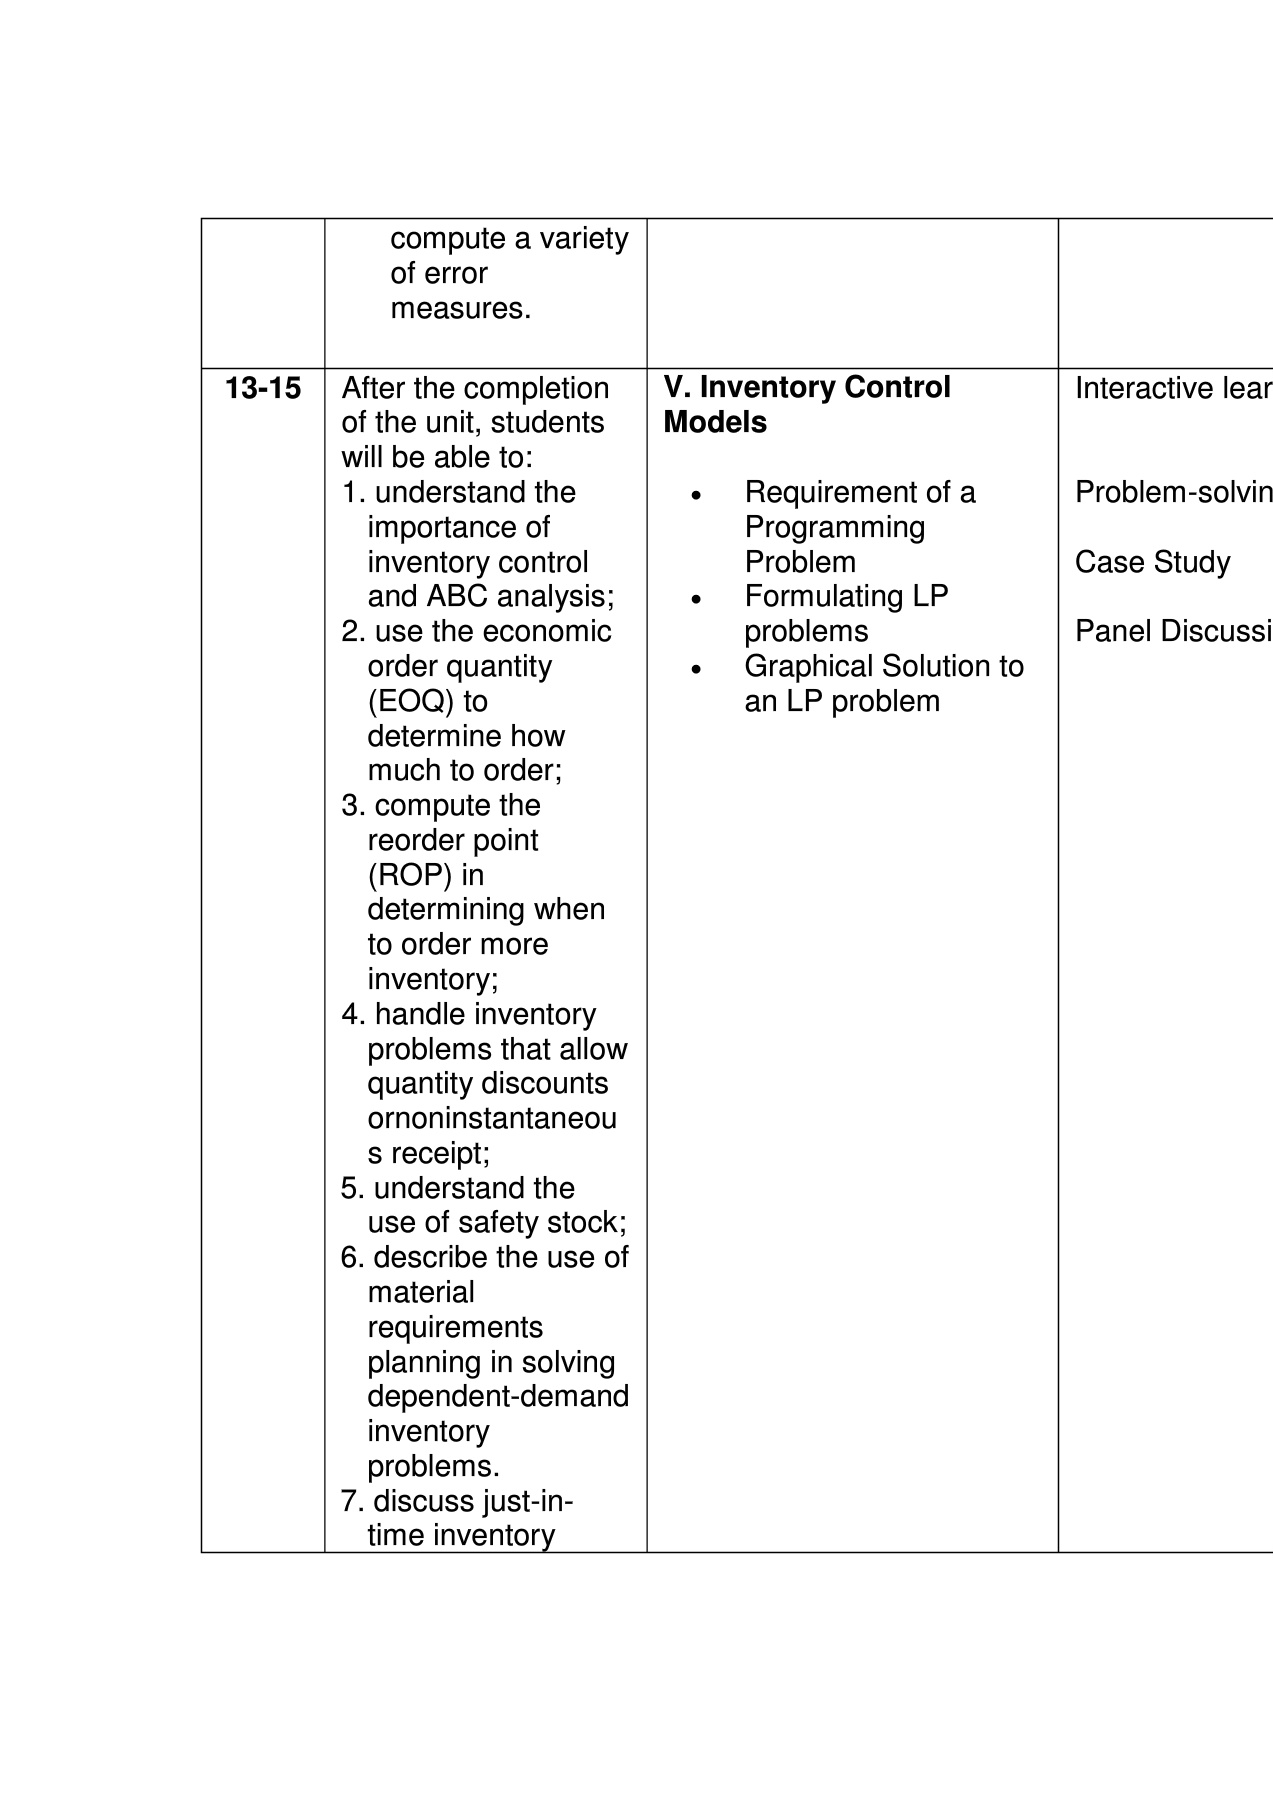 compute a variety
of error
measures.
13-15
After the completion
of the unit, students
will be able to:
1. understand the
importance of
inventory control
and ABC analysis;
2. use the economic
order quantity
(EOQ) to
determine how
much to order;
3. compute the
reorder point
(ROP) in
determining when
to order more
inventory;
4. handle inventory
problems that allow
quantity discounts
ornoninstantaneou
s receipt;
5. understand the
use of safety stock;
6. describe the use of
material
requirements
planning in solving
dependent-demand
inventory
problems.
7. discuss just-in-
time inventory
V. Inventory Control
Models
• Requirement of a
Programming
Problem
• Formulating LP
problems
• Graphical Solution to
an LP problem
Interactive lear
Problem-solvin
Case Study
Panel Discussi